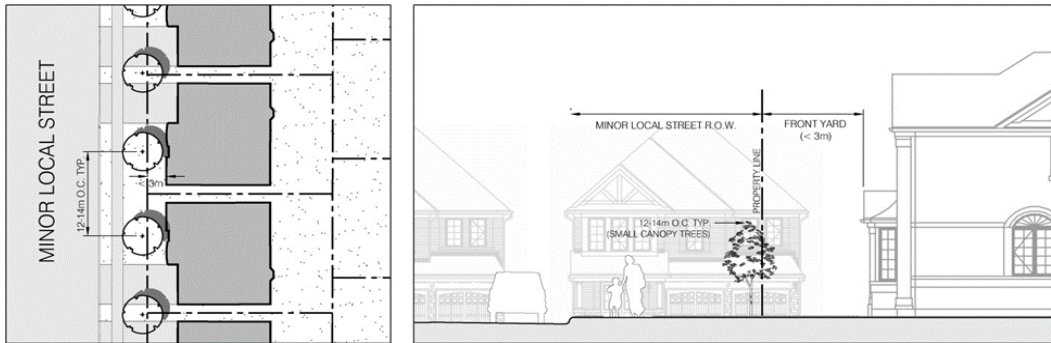 MINOR LOCAL STREET
12-14m O.C. TYP.
< 3m
MINOR LOCAL STREET R.O.W.
FRONT YARD
(< 3m)
PROPERTY LINE
12-14m O.C. TYP.
(SMALL CANOPY TREES)